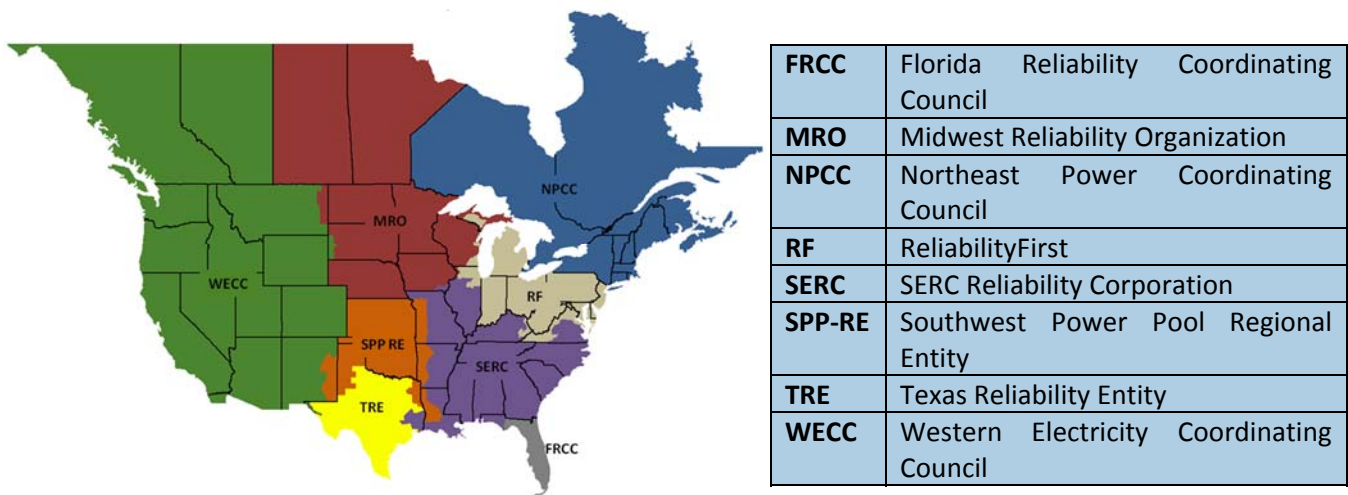 NPCC
MRO
WECC
RF
SPP RE
SERC
TRE
FRCC
FRCC Florida Reliability Coordinating
Council
MRO Midwest Reliability Organization
NPCC Northeast Power Coordinating
Council
RF ReliabilityFirst
SERC SERC Reliability Corporation
SPP-RE Southwest Power Pool Regional
Entity
TRE Texas Reliability Entity
WECC Western Electricity Coordinating
Council